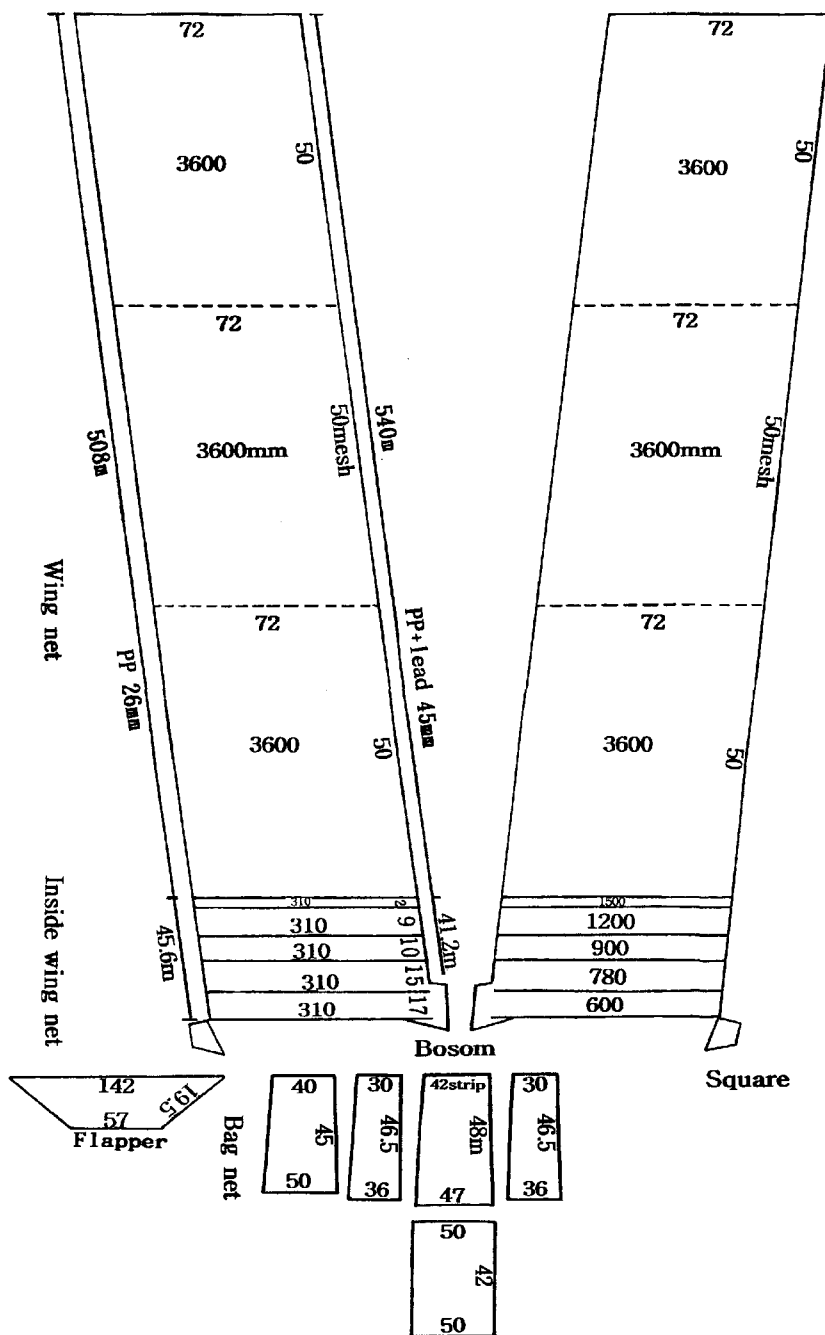 72
72
50
50
3600
3600
72
72
50mesh
540m
50mesh
508m
3600mm
3600mm
Wing net
72
72
PP 26mm
PP+lead 45mm
3600
50
3600
50
Inside wing net
310
2
1500
45.6m
310
9
41.2m
1200
310
10
900
310
15
780
310
17
600
Bosom
Square
142
19.5
57
Flapper
Bag net
40
45
50
30
46.5
36
42strip
48m
47
30
46.5
36
50
42
50